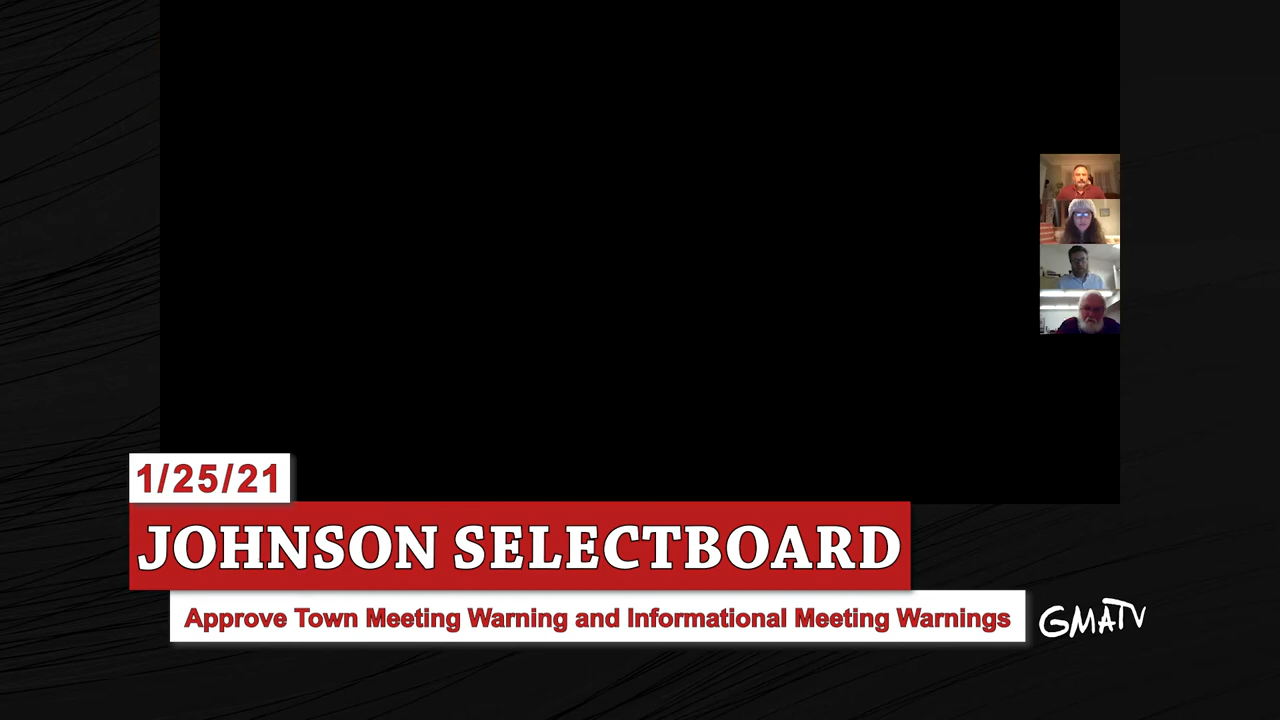 1/25/21
JOHNSON SELECTBOARD
Approve Town Meeting Warning and Informational Meeting Warnings
GMATV